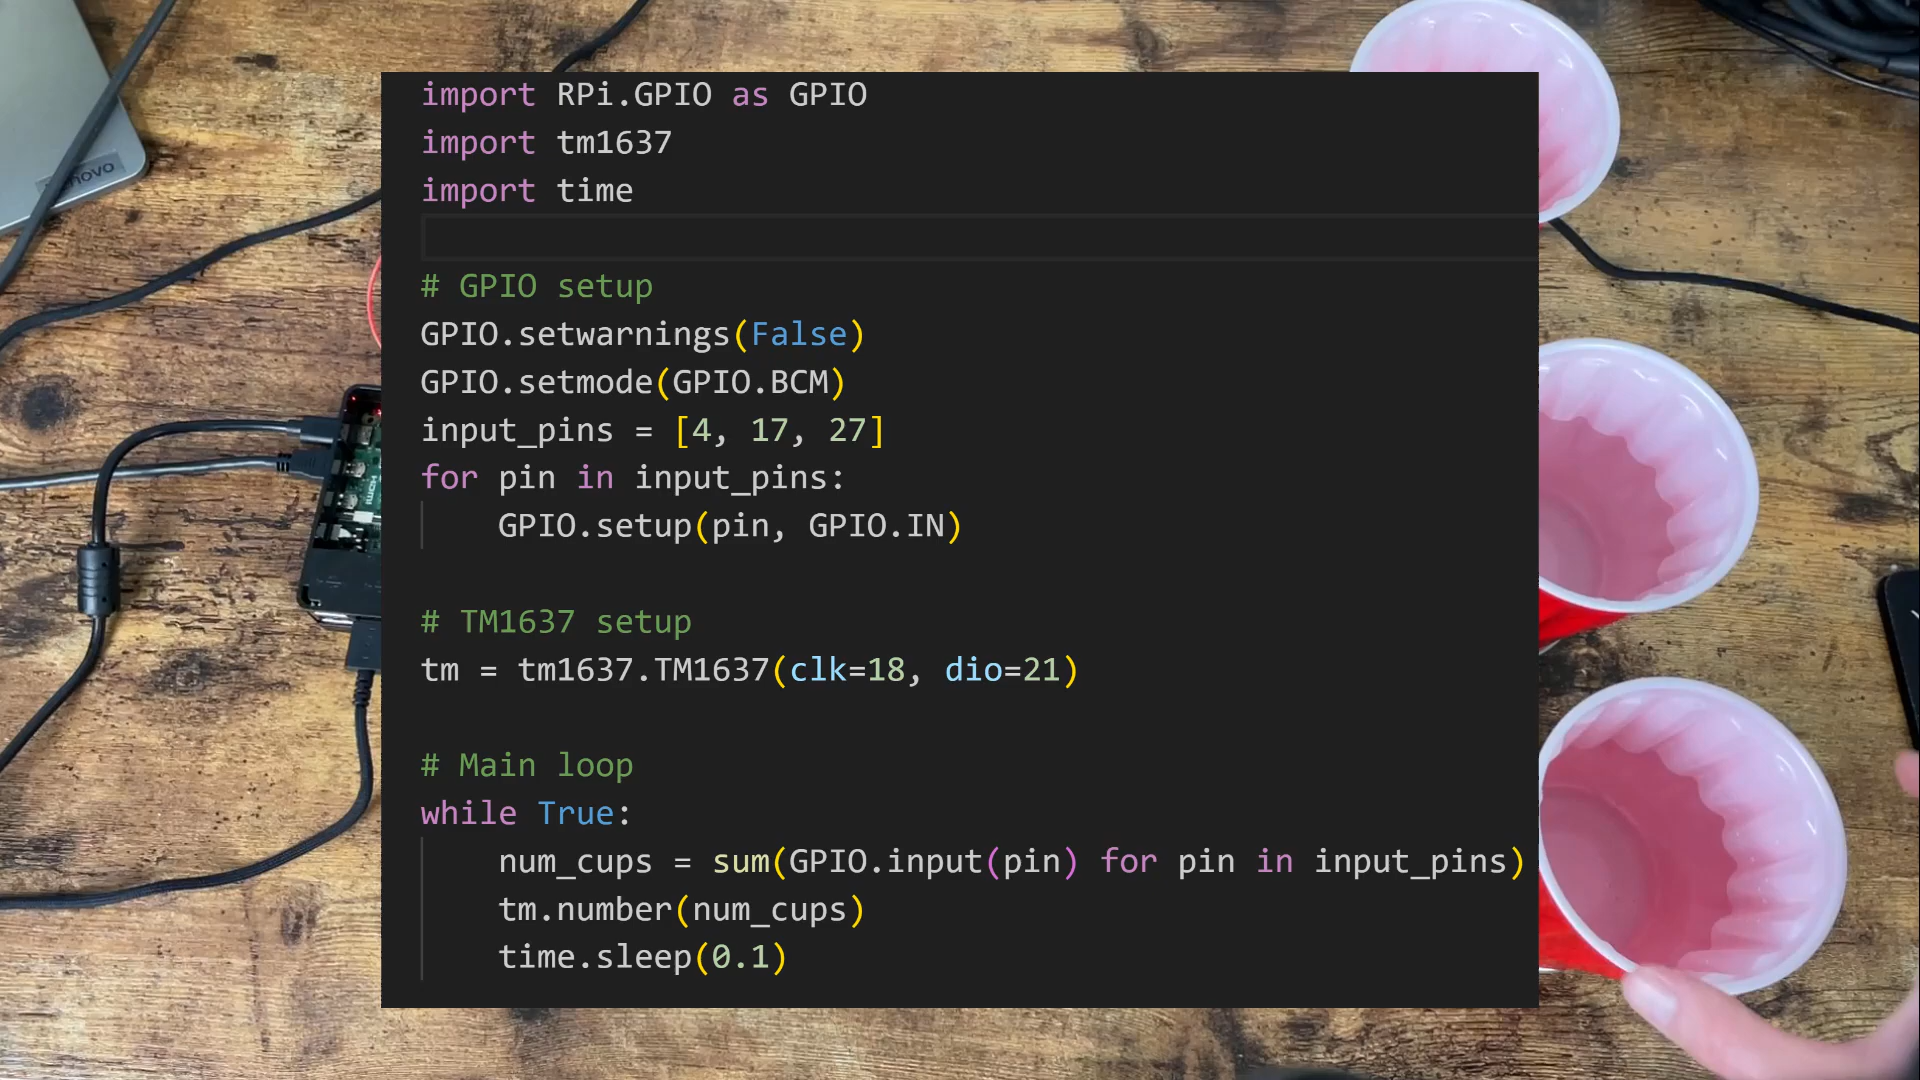 import RPi.GPIO as GPIO
import tm1637
import time
# GPIO setup
GPIO.setwarnings(False)
GPIO.setmode(GPIO.BCM)
input_pins = [4, 17, 27]
for pin in input_pins:
    GPIO.setup(pin, GPIO.IN)
# TM1637 setup
tm = tm1637.TM1637(clk=18, dio=21)
# Main loop
while True:
    num_cups = sum(GPIO.input(pin) for pin in input_pins)
    tm.number(num_cups)
    time.sleep(0.1)
HDMI